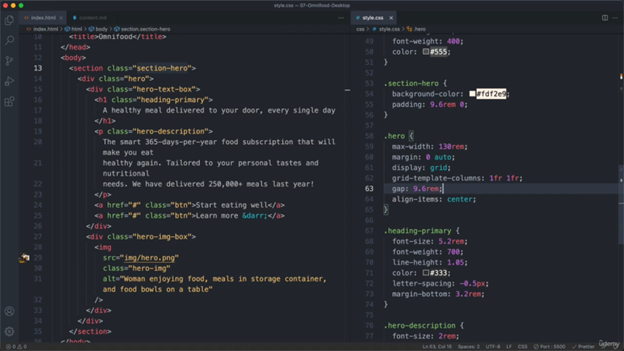 style.css — 07-Omnifood-Desktop
index.html
content.md
index.html > html > body > section.section-hero
10 <title>Omnifood</title>
11 </head>
12 <body>
13 <section class="section-hero">
14 <div class="hero">
15 <div class="hero-text-box">
16 <h1 class="heading-primary">
17 A healthy meal delivered to your door, every single day
18 </h1>
19 <p class="hero-description">
20 The smart 365-days-per-year food subscription that will
make you eat
21 healthy again. Tailored to your personal tastes and
nutritional
22 needs. We have delivered 250,000+ meals last year!
23 </p>
24 <a href="#" class="btn">Start eating well</a>
25 <a href="#" class="btn">Learn more &darr;</a>
26 </div>
27 <div class="hero-img-box">
28 <img
29 src="img/hero.png"
30 class="hero-img"
31 alt="Woman enjoying food, meals in storage container,
and food bowls on a table"
32 />
33 </div>
34 </div>
35 </section>
36 </body>
style.css
css > style.css > .hero
49 font-weight: 400;
50 color: #555;
51 }
52
53 .section-hero {
54 background-color: #fdf2e9;
55 padding: 9.6rem 0;
56 }
57
58 .hero {
59 max-width: 130rem;
60 margin: 0 auto;
61 display: grid;
62 grid-template-columns: 1fr 1fr;
63 gap: 9.6rem;
64 align-items: center;
65 }
66
67 .heading-primary {
68 font-size: 5.2rem;
69 font-weight: 700;
70 line-height: 1.05;
71 color: #333;
72 letter-spacing: -0.5px;
73 margin-bottom: 3.2rem;
74 }
75
76 .hero-description {
77 font-size: 2rem;
0 0
Ln 63, Col 15 Spaces: 2 UTF-8 LF CSS Port : 5500 Prettier
Udemy